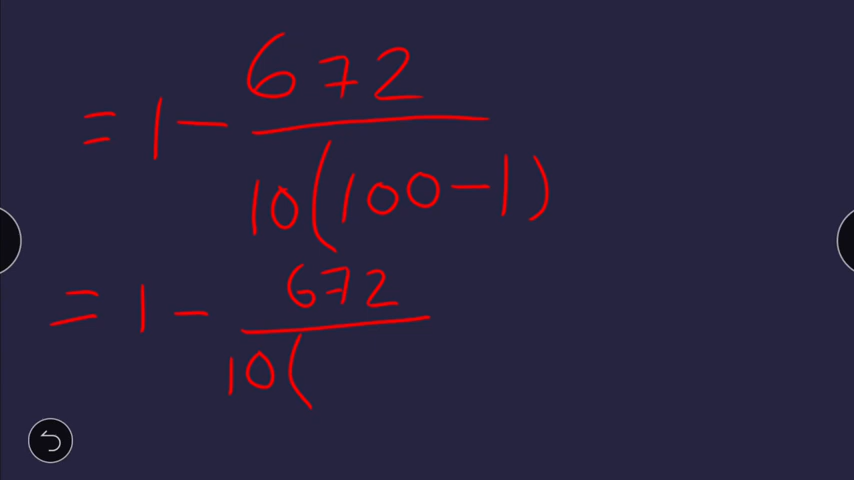 = 1 - 672 / 10(100-1)
= 1 - 672 / 10(